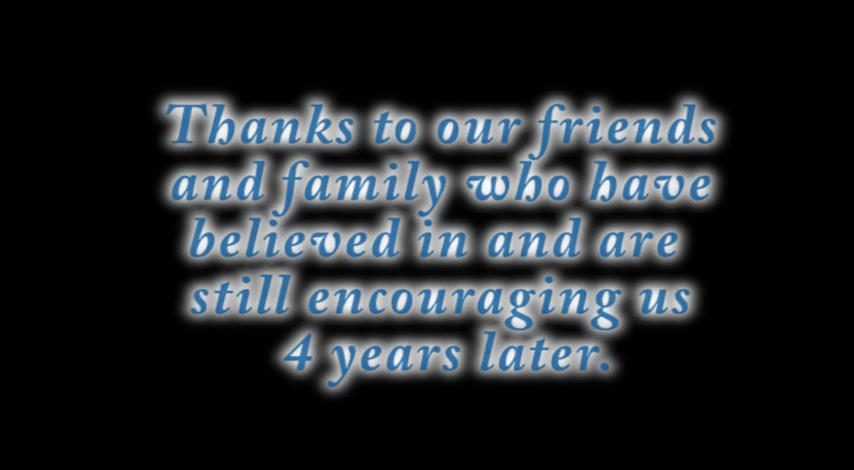 Thanks to our friends
and family who have
believed in and are
still encouraging us
4 years later.